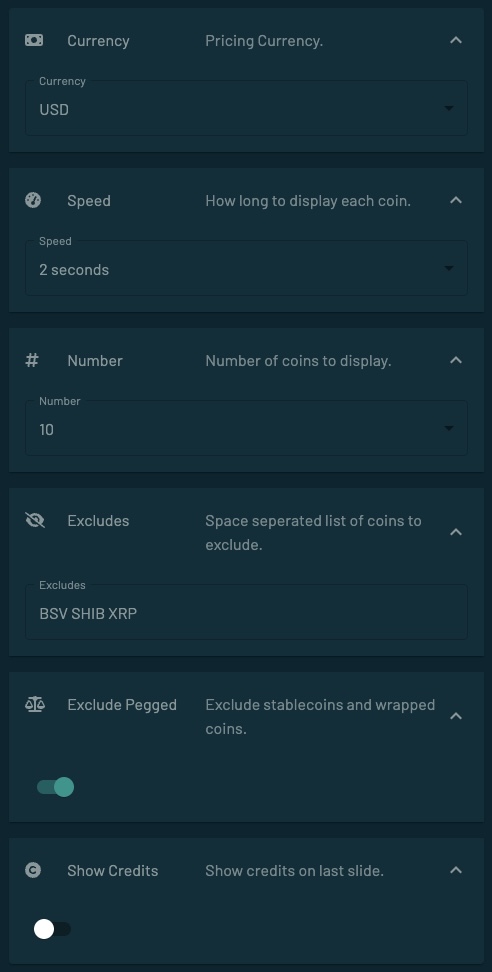 Currency Pricing Currency.
Currency
USD
Speed How long to display each coin.
Speed
2 seconds
# Number Number of coins to display.
Number
10
Excludes Space seperated list of coins to
exclude.
Excludes
BSV SHIB XRP
Exclude Pegged Exclude stablecoins and wrapped
coins.
Show Credits Show credits on last slide.